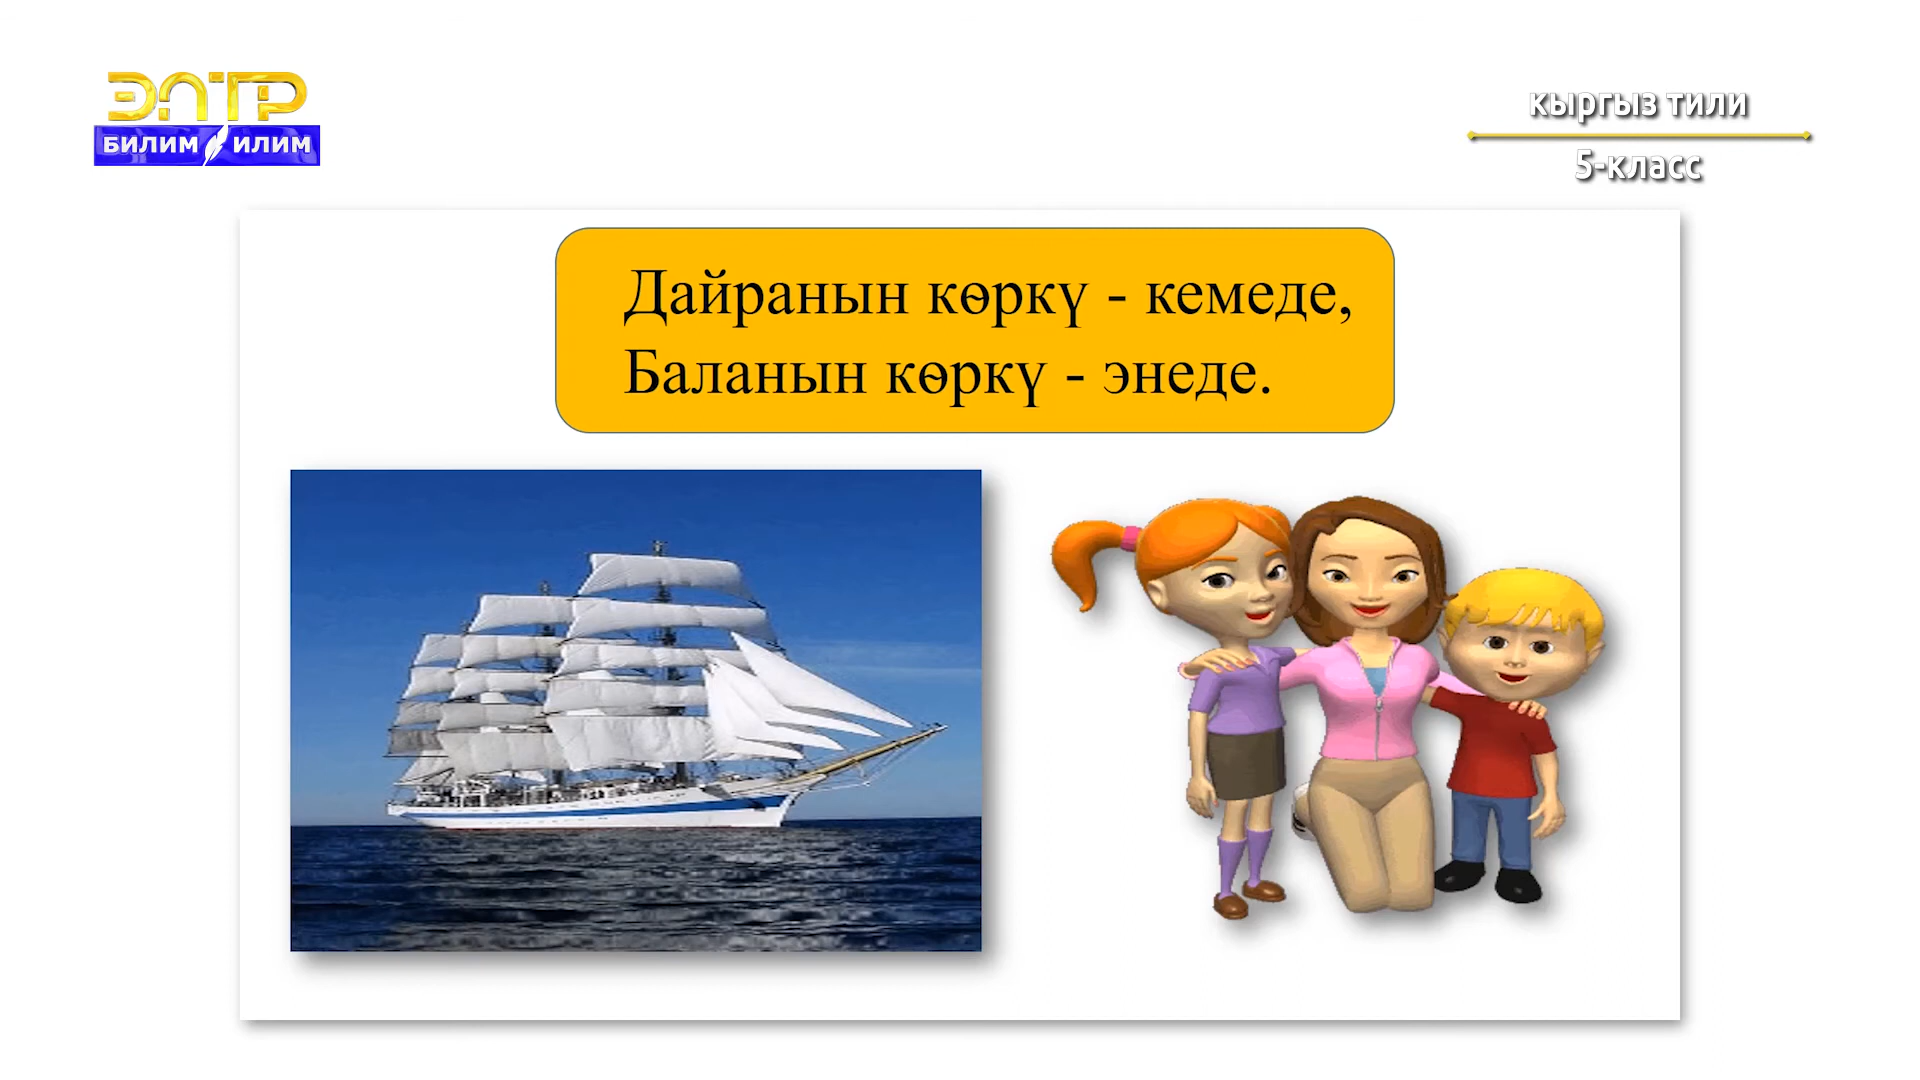 ЭЛТР
БИЛИМ ИЛИМ
кыргыз тили
5-класс
Дайранын көркү - кемеде,
Баланын көркү - энеде.